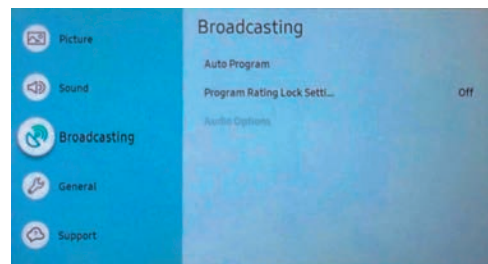 Picture
Sound
Broadcasting
General
Support
Broadcasting
Auto Program
Program Rating Lock Setti... Off
Audio Options